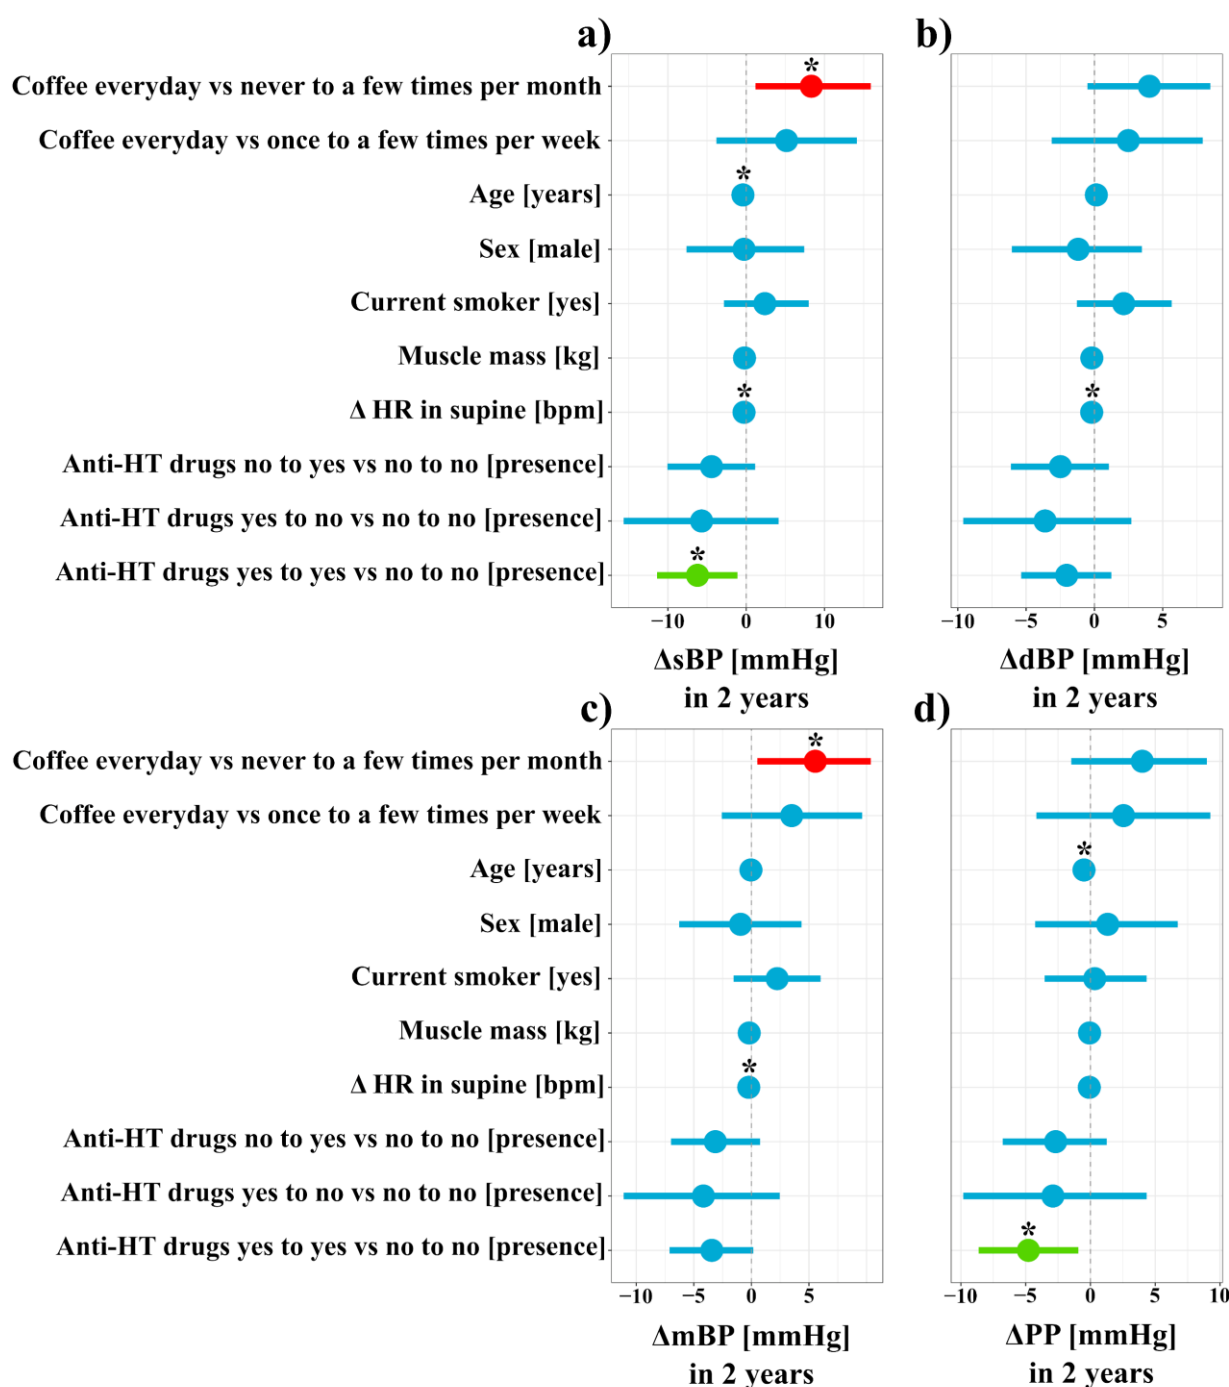 a)
b)
Coffee everyday vs never to a few times per month
*
Coffee everyday vs once to a few times per week
Age [years]
*
Sex [male]
Current smoker [yes]
Muscle mass [kg]
Δ HR in supine [bpm]
*
*
Anti-HT drugs no to yes vs no to no [presence]
Anti-HT drugs yes to no vs no to no [presence]
Anti-HT drugs yes to yes vs no to no [presence]
*
−10 0 10
−10 −5 0 5
ΔsBP [mmHg]
in 2 years
ΔdBP [mmHg]
in 2 years
c)
d)
Coffee everyday vs never to a few times per month
*
Coffee everyday vs once to a few times per week
Age [years]
*
Sex [male]
Current smoker [yes]
Muscle mass [kg]
Δ HR in supine [bpm]
*
Anti-HT drugs no to yes vs no to no [presence]
Anti-HT drugs yes to no vs no to no [presence]
Anti-HT drugs yes to yes vs no to no [presence]
*
−10 −5 0 5
−10 −5 0 5 10
ΔmBP [mmHg]
in 2 years
ΔPP [mmHg]
in 2 years